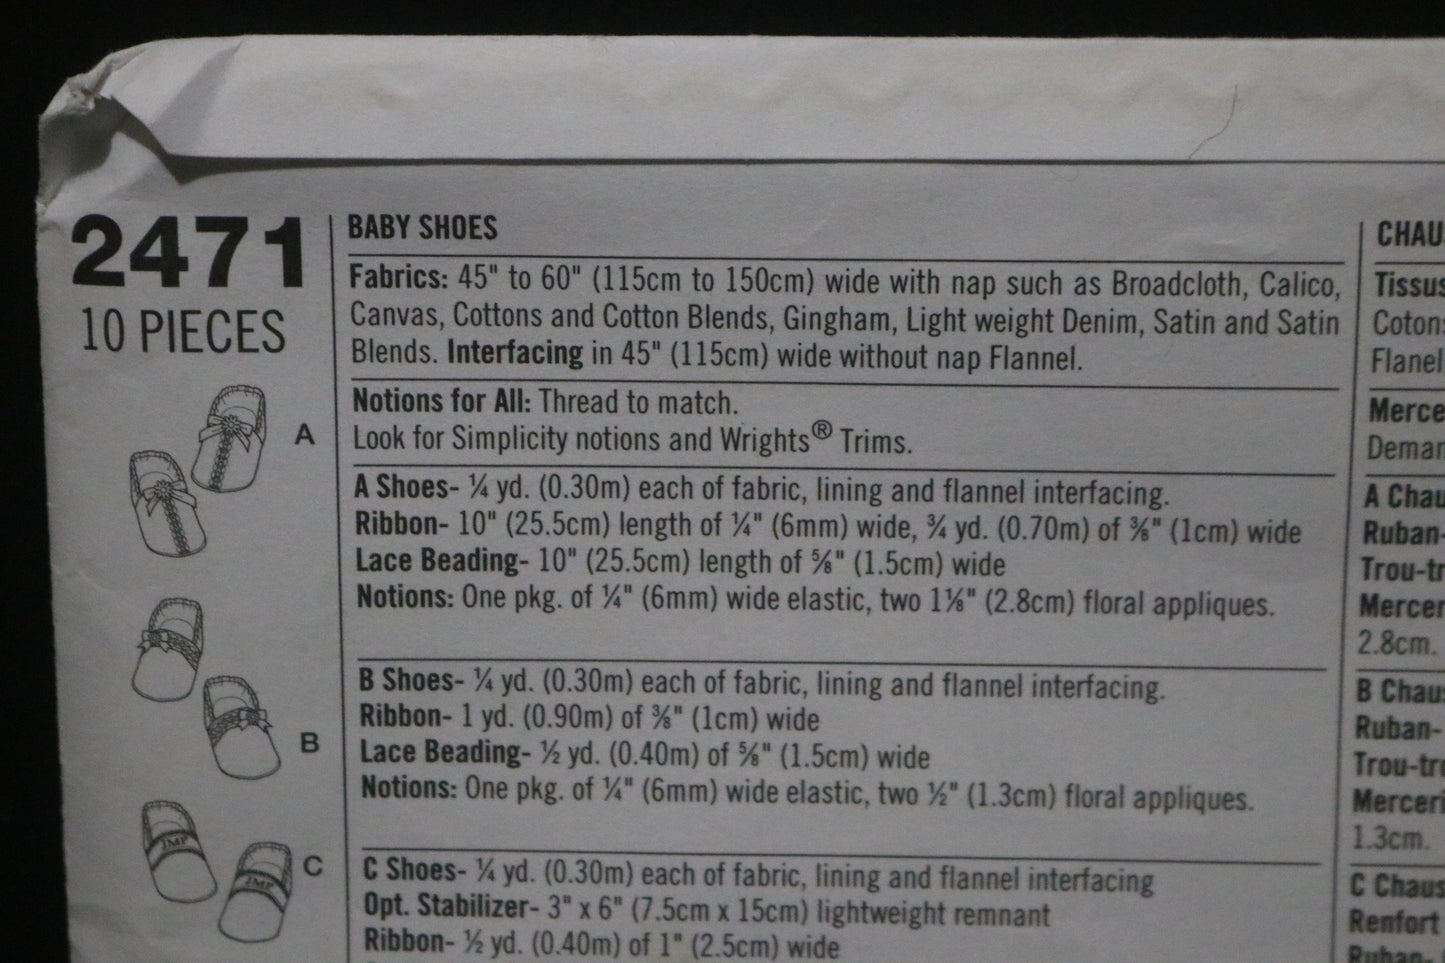 2471
10 PIECES
A
B
C
BABY SHOES
Fabrics: 45" to 60" (115cm to 150cm) wide with nap such as Broadcloth, Calico,
Canvas, Cottons and Cotton Blends, Gingham, Light weight Denim, Satin and Satin
Blends. Interfacing in 45" (115cm) wide without nap Flannel.
Notions for All: Thread to match.
Look for Simplicity notions and Wrights® Trims.
A Shoes- ¼ yd. (0.30m) each of fabric, lining and flannel interfacing.
Ribbon- 10" (25.5cm) length of ¼" (6mm) wide, ¾ yd. (0.70m) of ⅜" (1cm) wide
Lace Beading- 10" (25.5cm) length of ⅝" (1.5cm) wide
Notions: One pkg. of ¼" (6mm) wide elastic, two 1⅛" (2.8cm) floral appliques.
B Shoes- ¼ yd. (0.30m) each of fabric, lining and flannel interfacing.
Ribbon- 1 yd. (0.90m) of ⅜" (1cm) wide
Lace Beading- ½ yd. (0.40m) of ⅝" (1.5cm) wide
Notions: One pkg. of ¼" (6mm) wide elastic, two ½" (1.3cm) floral appliques.
C Shoes- ¼ yd. (0.30m) each of fabric, lining and flannel interfacing
Opt. Stabilizer- 3" x 6" (7.5cm x 15cm) lightweight remnant
Ribbon- ½ yd. (0.40m) of 1" (2.5cm) wide
CHAU
Tissus
Coton
Flanel
Merce
Deman
A Chau
Ruban-
Trou-tr
Mercer
2.8cm.
B Chau
Ruban-
Trou-tr
Merceri
1.3cm.
C Chaus
Renfort
Ruban-